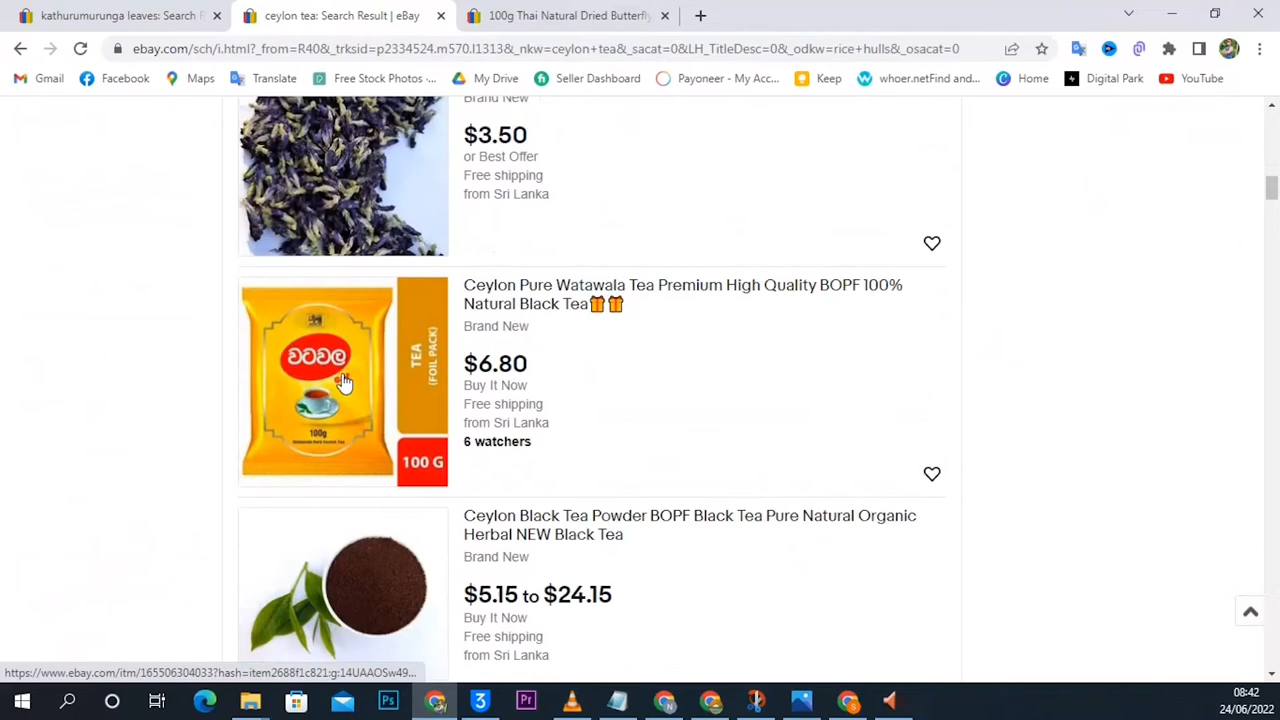 kathurumurunga leaves: Search R
ceylon tea: Search Result | eBay
100g Thai Natural Dried Butterfly
ebay.com/sch/i.html?_from=R40&_trksid=p2334524.m570.l1313&_nkw=ceylon+tea&_sacat=0&LH_TitleDesc=0&_odkw=rice+hulls&_osacat=0
Gmail Facebook Maps Translate Free Stock Photos -... My Drive Seller Dashboard Payoneer - My Acc... Keep whoer.netFind and... Home Digital Park YouTube
Brand New
$3.50
or Best Offer
Free shipping
from Sri Lanka
වටවල
100g
TEA
(FOIL PACK)
100 G
Ceylon Pure Watawala Tea Premium High Quality BOPF 100%
Natural Black Tea🎁🎁
Brand New
$6.80
Buy It Now
Free shipping
from Sri Lanka
6 watchers
Ceylon Black Tea Powder BOPF Black Tea Pure Natural Organic
Herbal NEW Black Tea
Brand New
$5.15 to $24.15
Buy It Now
Free shipping
from Sri Lanka
https://www.ebay.com/itm/165506304033?hash=item2688f1c821:g:14UAAOSw49...
Ps
3
Pr
08:42
24/06/2022